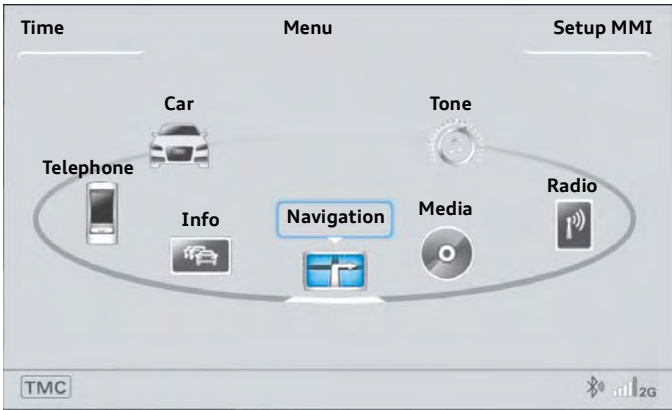 Time Menu Setup MMI
Car Tone
Telephone
Radio
Info Navigation Media
TMC 2G